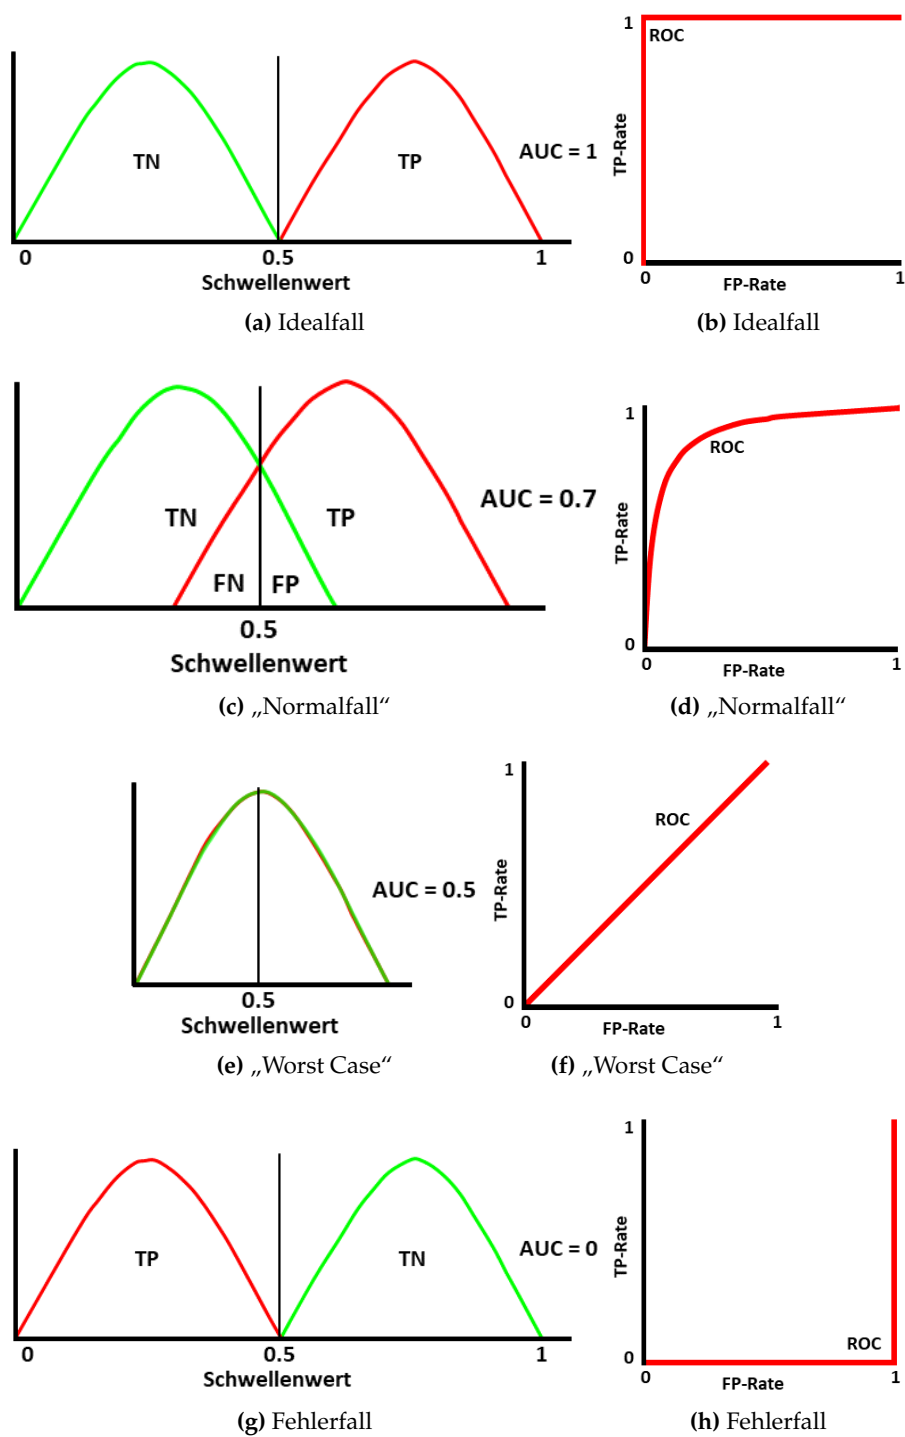 TN
TP
AUC = 1
0
0.5
1
Schwellenwert
(a) Idealfall
1
ROC
TP-Rate
0
0
FP-Rate
1
(b) Idealfall
TN
TP
FN
FP
AUC = 0.7
0.5
Schwellenwert
(c) „Normalfall“
1
ROC
TP-Rate
0
0
FP-Rate
1
(d) „Normalfall“
AUC = 0.5
0.5
Schwellenwert
(e) „Worst Case“
1
ROC
TP-Rate
0
0
FP-Rate
1
(f) „Worst Case“
TP
TN
AUC = 0
0
0.5
1
Schwellenwert
(g) Fehlerfall
1
TP-Rate
ROC
0
0
FP-Rate
1
(h) Fehlerfall